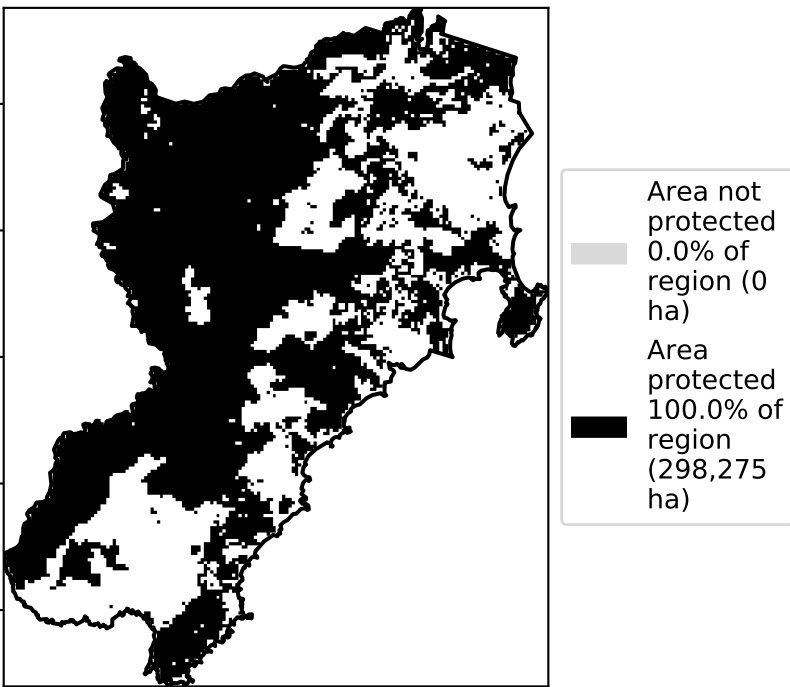 Area not
protected
0.0% of
region (0
ha)
Area
protected
100.0% of
region
(298,275
ha)